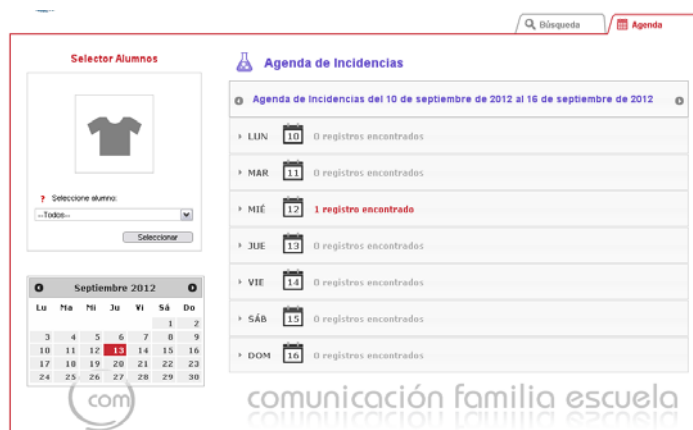 Búsqueda
Agenda
Selector Alumnos
? Seleccione alumno:
--Todos--
Seleccionar
Septiembre 2012
Lu Ma Mi Ju Vi Sá Do
1 2
3 4 5 6 7 8 9
10 11 12 13 14 15 16
17 18 19 20 21 22 23
24 25 26 27 28 29 30
Agenda de Incidencias
Agenda de Incidencias del 10 de septiembre de 2012 al 16 de septiembre de 2012
LUN 10 0 registros encontrados
MAR 11 0 registros encontrados
MIÉ 12 1 registro encontrado
JUE 13 0 registros encontrados
VIE 14 0 registros encontrados
SÁB 15 0 registros encontrados
DOM 16 0 registros encontrados
com
comunicación familia escuela